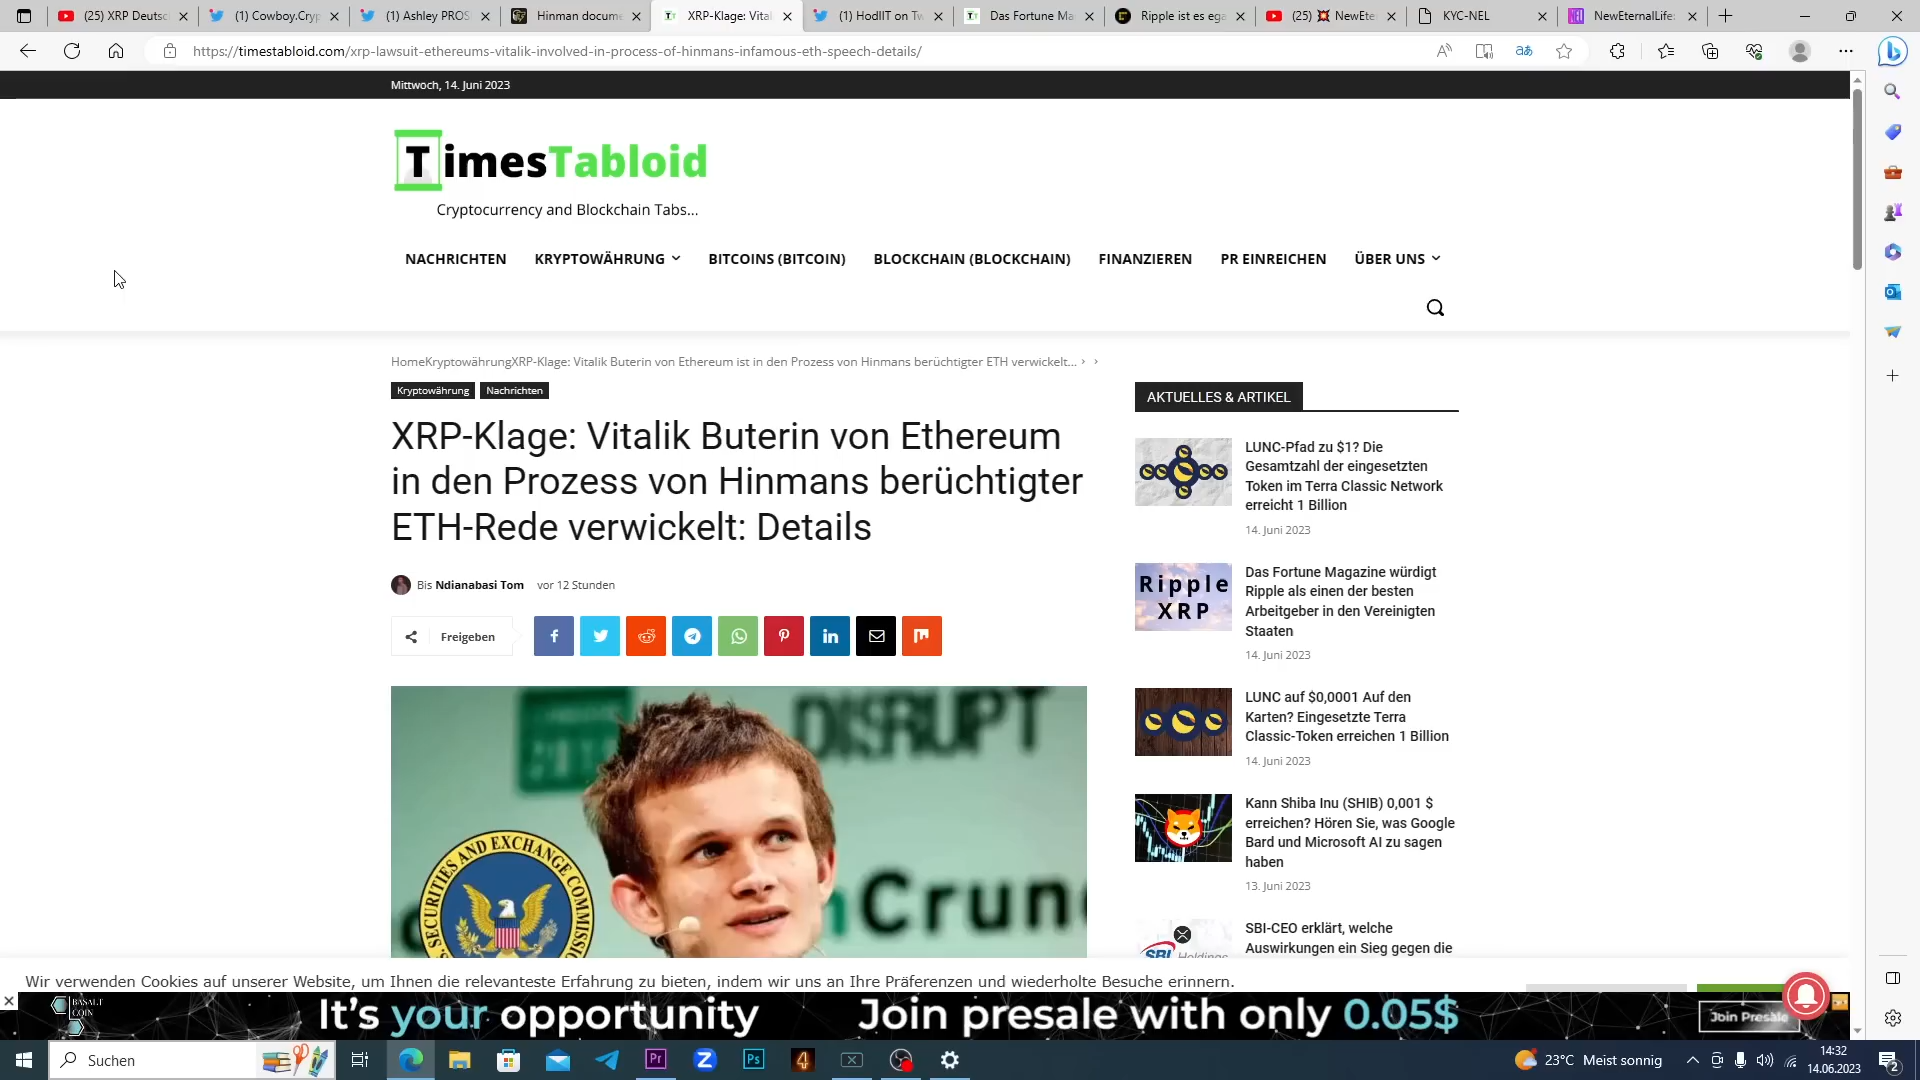 (25) XRP Deutsc
(1) Cowboy.Cryp
(1) Ashley PROS
Hinman docume
XRP-Klage: Vital
(1) HodlIT on Tw
Das Fortune Ma
Ripple ist es ega
(25) 💥 NewEte
KYC-NEL
NewEternalLife
https://timestabloid.com/xrp-lawsuit-ethereums-vitalik-involved-in-process-of-hinmans-infamous-eth-speech-details/
Mittwoch, 14. Juni 2023
TimesTabloid
Cryptocurrency and Blockchain Tabs...
NACHRICHTEN KRYPTOWÄHRUNG BITCOINS (BITCOIN) BLOCKCHAIN (BLOCKCHAIN) FINANZIEREN PR EINREICHEN ÜBER UNS
HomeKryptowährungXRP-Klage: Vitalik Buterin von Ethereum ist in den Prozess von Hinmans berüchtigter ETH verwickelt... › ›
Kryptowährung Nachrichten
XRP-Klage: Vitalik Buterin von Ethereum
in den Prozess von Hinmans berüchtigter
ETH-Rede verwickelt: Details
Bis Ndianabasi Tom vor 12 Stunden
Freigeben
DISRUPT
SECURITIES AND EXCHANGE COMMISSI
Crun
AKTUELLES & ARTIKEL
LUNC-Pfad zu $1? Die
Gesamtzahl der eingesetzten
Token im Terra Classic Network
erreicht 1 Billion
14. Juni 2023
Ripple
XRP
Das Fortune Magazine würdigt
Ripple als einen der besten
Arbeitgeber in den Vereinigten
Staaten
14. Juni 2023
LUNC auf $0,0001 Auf den
Karten? Eingesetzte Terra
Classic-Token erreichen 1 Billion
14. Juni 2023
Kann Shiba Inu (SHIB) 0,001 $
erreichen? Hören Sie, was Google
Bard und Microsoft AI zu sagen
haben
13. Juni 2023
SBI Holdings
SBI-CEO erklärt, welche
Auswirkungen ein Sieg gegen die
Wir verwenden Cookies auf unserer Website, um Ihnen die relevanteste Erfahrung zu bieten, indem wir uns an Ihre Präferenzen und wiederholte Besuche erinnern.
BASALT
COIN
It's your opportunity
Join presale with only 0.05$
Join Presale
Suchen
23°C Meist sonnig
14:32
14.06.2023
2